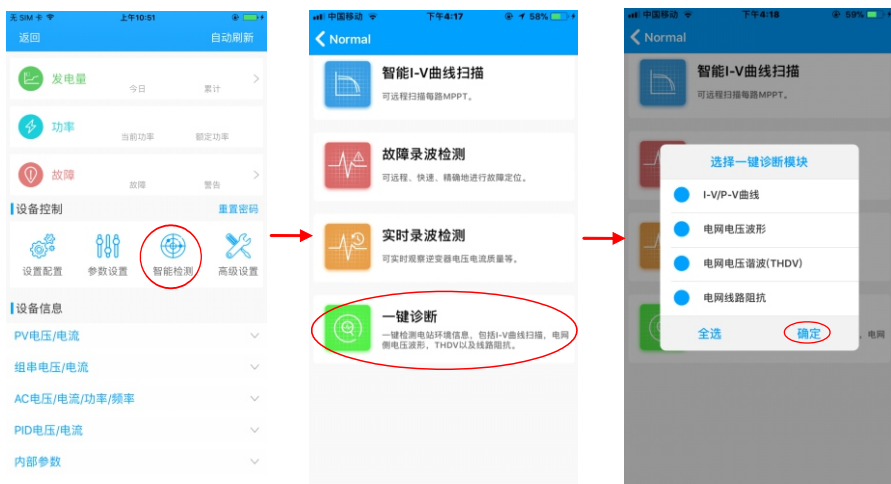 无 SIM 卡
上午10:51
返回
自动刷新
发电量
今日
累计
功率
当前功率
额定功率
故障
故障
警告
设备控制
重置密码
设置配置
参数设置
智能检测
高级设置
设备信息
PV电压/电流
组串电压/电流
AC电压/电流/功率/频率
PID电压/电流
内部参数
中国移动
下午4:17
58%
Normal
智能I-V曲线扫描
可远程扫描每路MPPT。
故障录波检测
可远程、快速、精确地进行故障定位。
实时录波检测
可实时观察逆变器电压电流质量等。
一键诊断
一键检测电站环境信息，包括I-V曲线扫描，电网
侧电压波形，THDV以及线路阻抗。
中国移动
下午4:18
59%
Normal
智能I-V曲线扫描
可远程扫描每路MPPT。
选择一键诊断模块
I-V/P-V曲线
电网电压波形
电网电压谐波(THDV)
电网线路阻抗
全选
确定
，电网